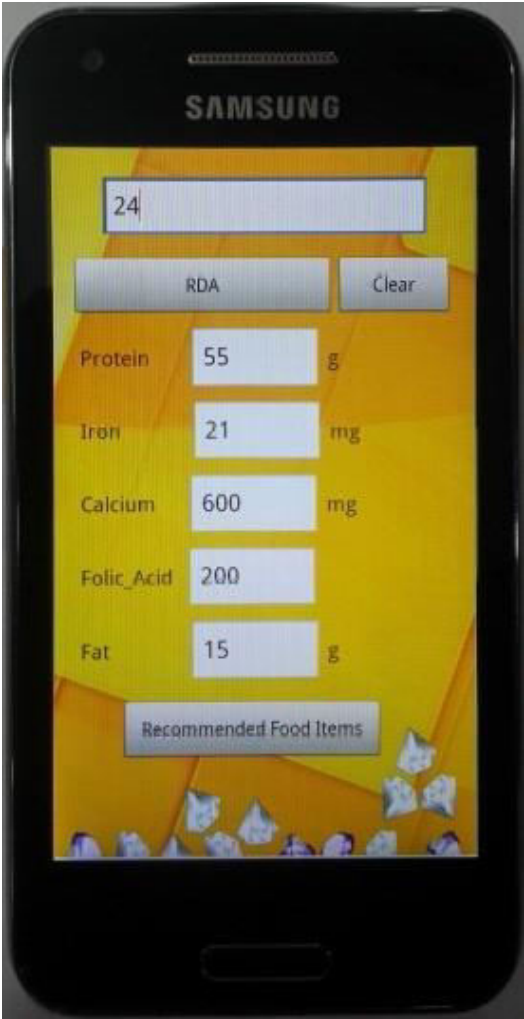 SAMSUNG
24
RDA Clear
Protein 55 g
Iron 21 mg
Calcium 600 mg
Folic_Acid 200
Fat 15 g
Recommended Food Items